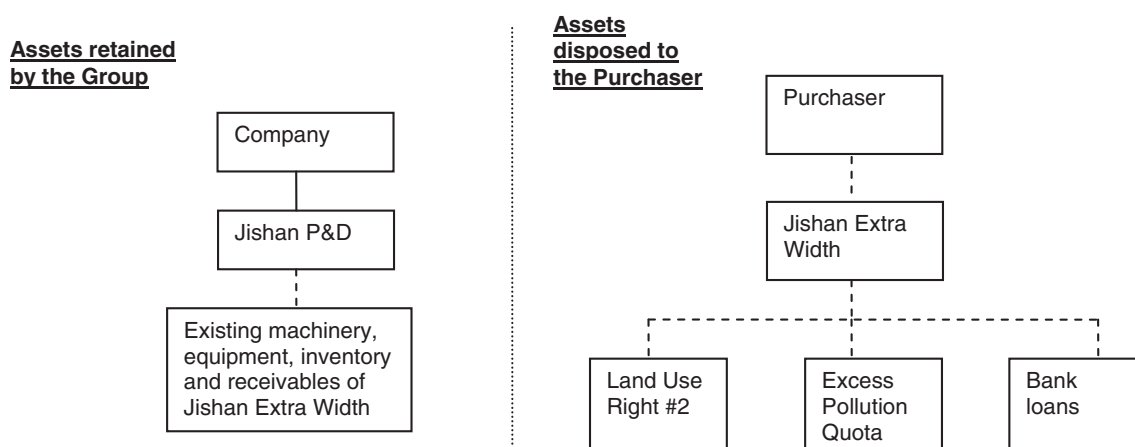 Assets retained
by the Group
Company
Jishan P&D
Existing machinery,
equipment, inventory
and receivables of
Jishan Extra Width
Assets
disposed to
the Purchaser
Purchaser
Jishan Extra
Width
Land Use
Right #2
Excess
Pollution
Quota
Bank
loans